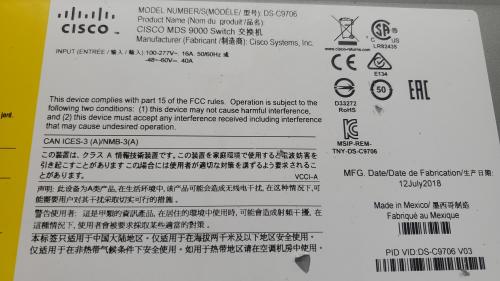 MODEL NUMBER/S(MODÈLE/ 型号): DS-C9706
Product Name (Nom du produit/品名)
CISCO MDS 9000 Switch 交换机
Manufacturer (Fabricant /制造商): Cisco Systems, Inc.
CISCO
INPUT (ENTRÉE / 输入 / 輸入) : 100-277V~, 16A, 50/60Hz 或
-48–-60V⎓, 40A
www.cisco.com
C US
LRS2435
E134
50
D33272
RoHS
EAC
MSIP-REM-
TNY-DS-C9706
This device complies with part 15 of the FCC rules. Operation is subject to the
following two conditions: (1) this device may not cause harmful interference,
and (2) this device must accept any interference received including interference
that may cause undesired operation.
CAN ICES-3 (A)/NMB-3(A)
この装置は、クラス A 情報技術装置です。この装置を家庭環境で使用すると電波妨害を
引き起こすことがあります この場合には使用者が適切な対策を講ずるよう要求される
ことがあります。
VCCI-A
声明: 此设备为A类产品, 在生活环境中, 该产品可能会造成无线电干扰, 在这种情况下, 可
能需要用户对其干扰采取切实可行的措施。
警告使用者: 這是甲類的資訊產品, 在居住的環境中使用時, 可能會造成射頻干擾, 在
這種情況下, 使用者會被要求採取某些適當的對策 .
本标签只适用于中国大陆地区. 仅适用于在海拔两千米及以下地区安全使用.
仅适用于在非热带气候条件下安全使用. 如用于热带地区请在空调机房中使用.
MFG. Date/Date de Fabrication/生产日期
12July2018
Made in Mexico/ 墨西哥制造
Fabriqué au Mexique
PID VID:DS-C9706 V03
jord.